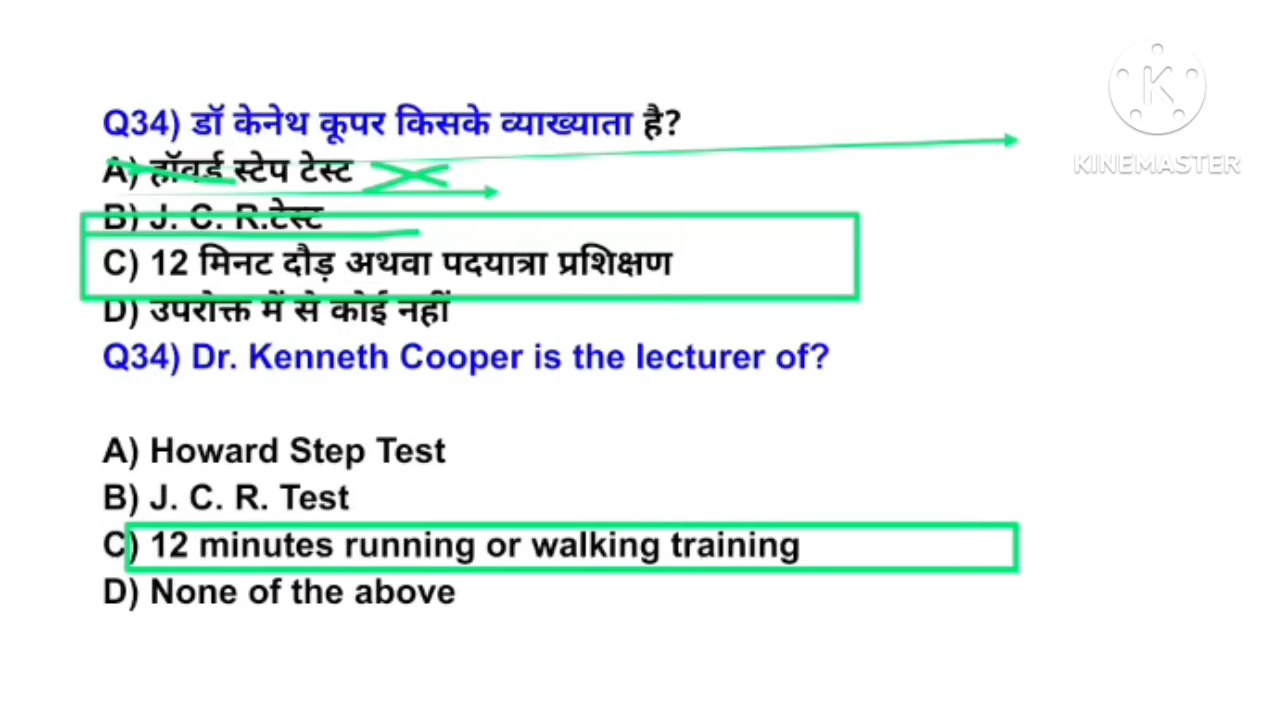 Q34) डॉ केनेथ कूपर किसके व्याख्याता है?
A) हॉवर्ड स्टेप टेस्ट
B) J. C. R.टेस्ट
C) 12 मिनट दौड़ अथवा पदयात्रा प्रशिक्षण
D) उपरोक्त में से कोई नहीं
Q34) Dr. Kenneth Cooper is the lecturer of?
A) Howard Step Test
B) J. C. R. Test
C) 12 minutes running or walking training
D) None of the above
K
KINEMASTER